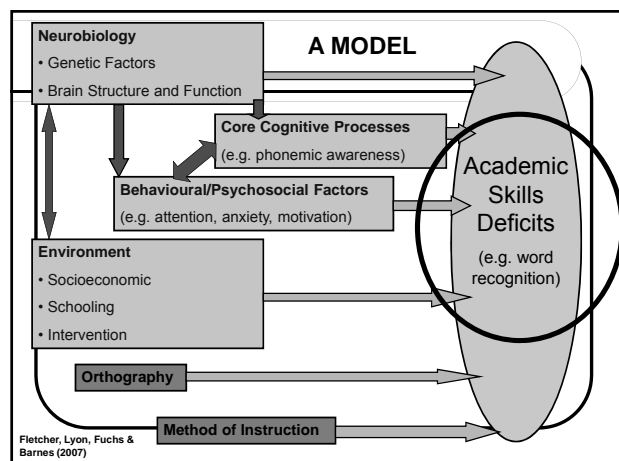 A MODEL
Neurobiology
• Genetic Factors
• Brain Structure and Function
Core Cognitive Processes
(e.g. phonemic awareness)
Behavioural/Psychosocial Factors
(e.g. attention, anxiety, motivation)
Environment
• Socioeconomic
• Schooling
• Intervention
Academic
Skills
Deficits
(e.g. word
recognition)
Orthography
Method of Instruction
Fletcher, Lyon, Fuchs &
Barnes (2007)